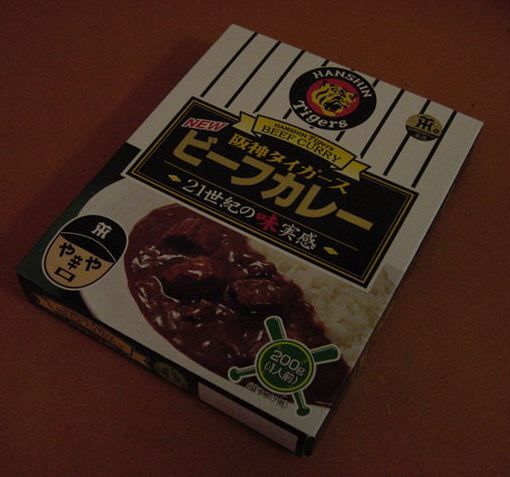 HANSHIN
Tigers
NEW
HANSHIN Tigers
BEEF CURRY
阪神タイガース
ビーフカレー
21世紀の味実感
やや
辛口
200g
(1人前)